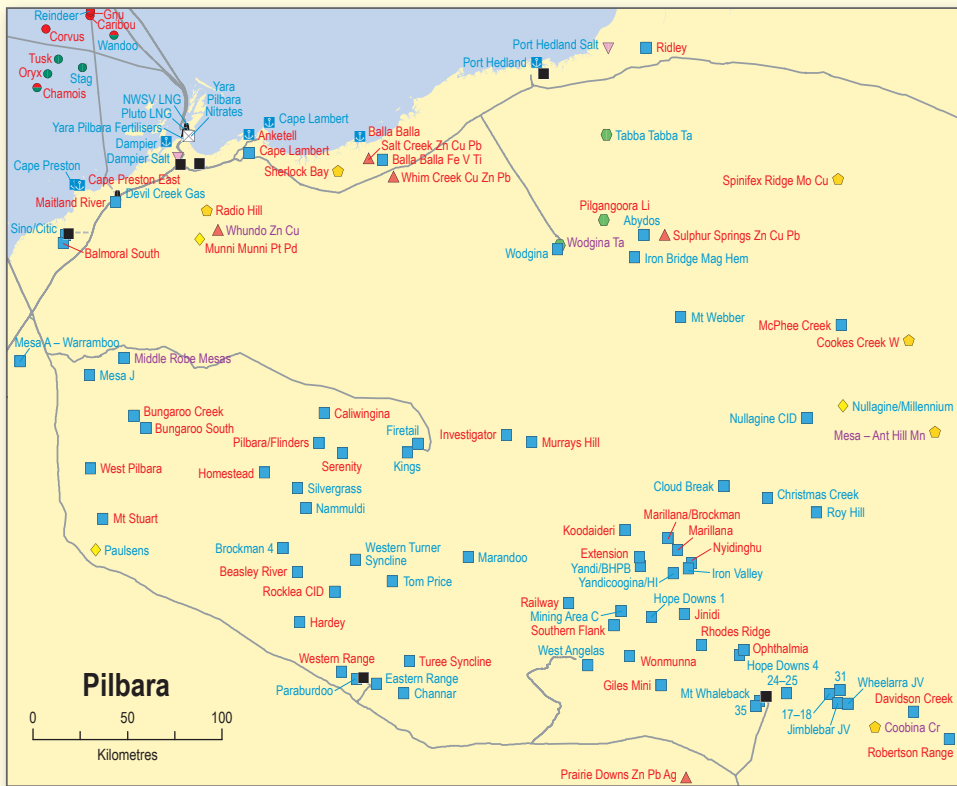 Reindeer
Gnu
Caribou
Corvus
Wandoo
Tusk
Oryx
Stag
Chamois
Port Hedland Salt
Ridley
Port Hedland
NWSV LNG
Pluto LNG
Yara
Pilbara
Nitrates
Yara Pilbara Fertilisers
Cape Lambert
Dampier
Anketell
Balla Balla
Salt Creek Zn Cu Pb
Tabba Tabba Ta
Dampier Salt
Cape Lambert
Balla Balla Fe V Ti
Cape Preston
Sherlock Bay
Whim Creek Cu Zn Pb
Cape Preston East
Spinifex Ridge Mo Cu
Maitland River
Devil Creek Gas
Radio Hill
Pilgangoora Li
Abydos
Sino/Citic
Whundo Zn Cu
Sulphur Springs Zn Cu Pb
Balmoral South
Munni Munni Pt Pd
Wodgina
Wodgina Ta
Iron Bridge Mag Hem
Mt Webber
McPhee Creek
Cookes Creek W
Mesa A – Warramboo
Middle Robe Mesas
Mesa J
Bungaroo Creek
Bungaroo South
Caliwingina
Firetail
Nullagine/Millennium
Nullagine CID
Pilbara/Flinders
Investigator
Murrays Hill
Mesa – Ant Hill Mn
West Pilbara
Homestead
Serenity
Kings
Silvergrass
Cloud Break
Christmas Creek
Nammuldi
Roy Hill
Mt Stuart
Marillana/Brockman
Koodaideri
Marillana
Paulsens
Brockman 4
Western Turner
Syncline
Marandoo
Extension
Nyidinghu
Yandi/BHPB
Iron Valley
Beasley River
Tom Price
Yandicoogina/HI
Rocklea CID
Hope Downs 1
Railway
Mining Area C
Jinidi
Hardey
Southern Flank
Rhodes Ridge
Western Range
Turee Syncline
West Angelas
Wonmunna
Ophthalmia
Hope Downs 4
Pilbara
Paraburdoo
Eastern Range
Channar
Giles Mini
Mt Whaleback
24–25
31
Wheelarra JV
35
17–18
Jimblebar JV
Davidson Creek
Coobina Cr
Robertson Range
0 50 100
Kilometres
Prairie Downs Zn Pb Ag